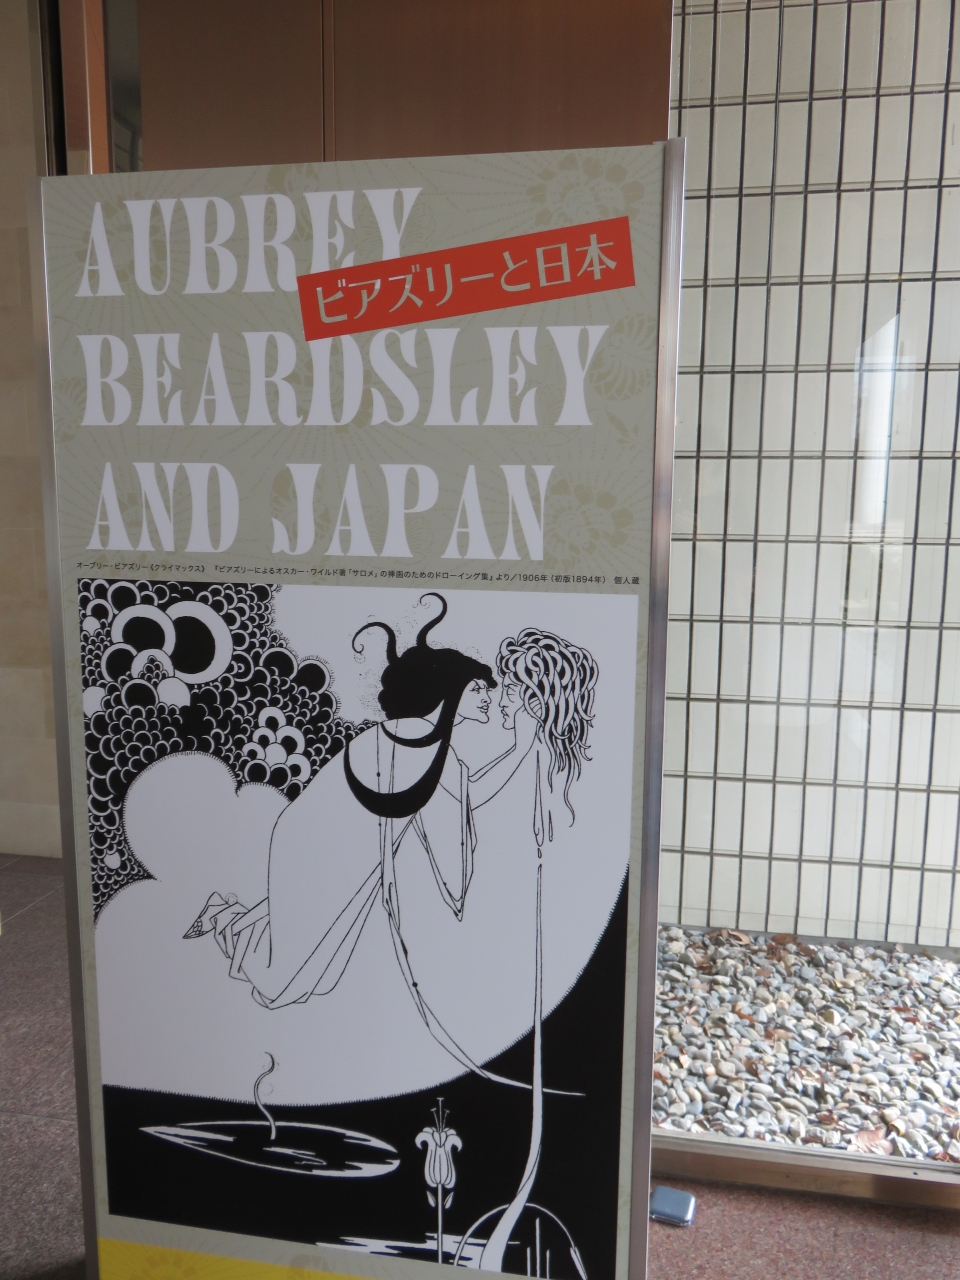 AUBREY
ビアズリーと日本
BEARDSLEY
AND JAPAN
オーブリー・ビアズリー《クライマックス》 『ビアズリーによるオスカー・ワイルド著「サロメ」の挿画のためのドローイング集』より／1906年（初版1894年） 個人蔵